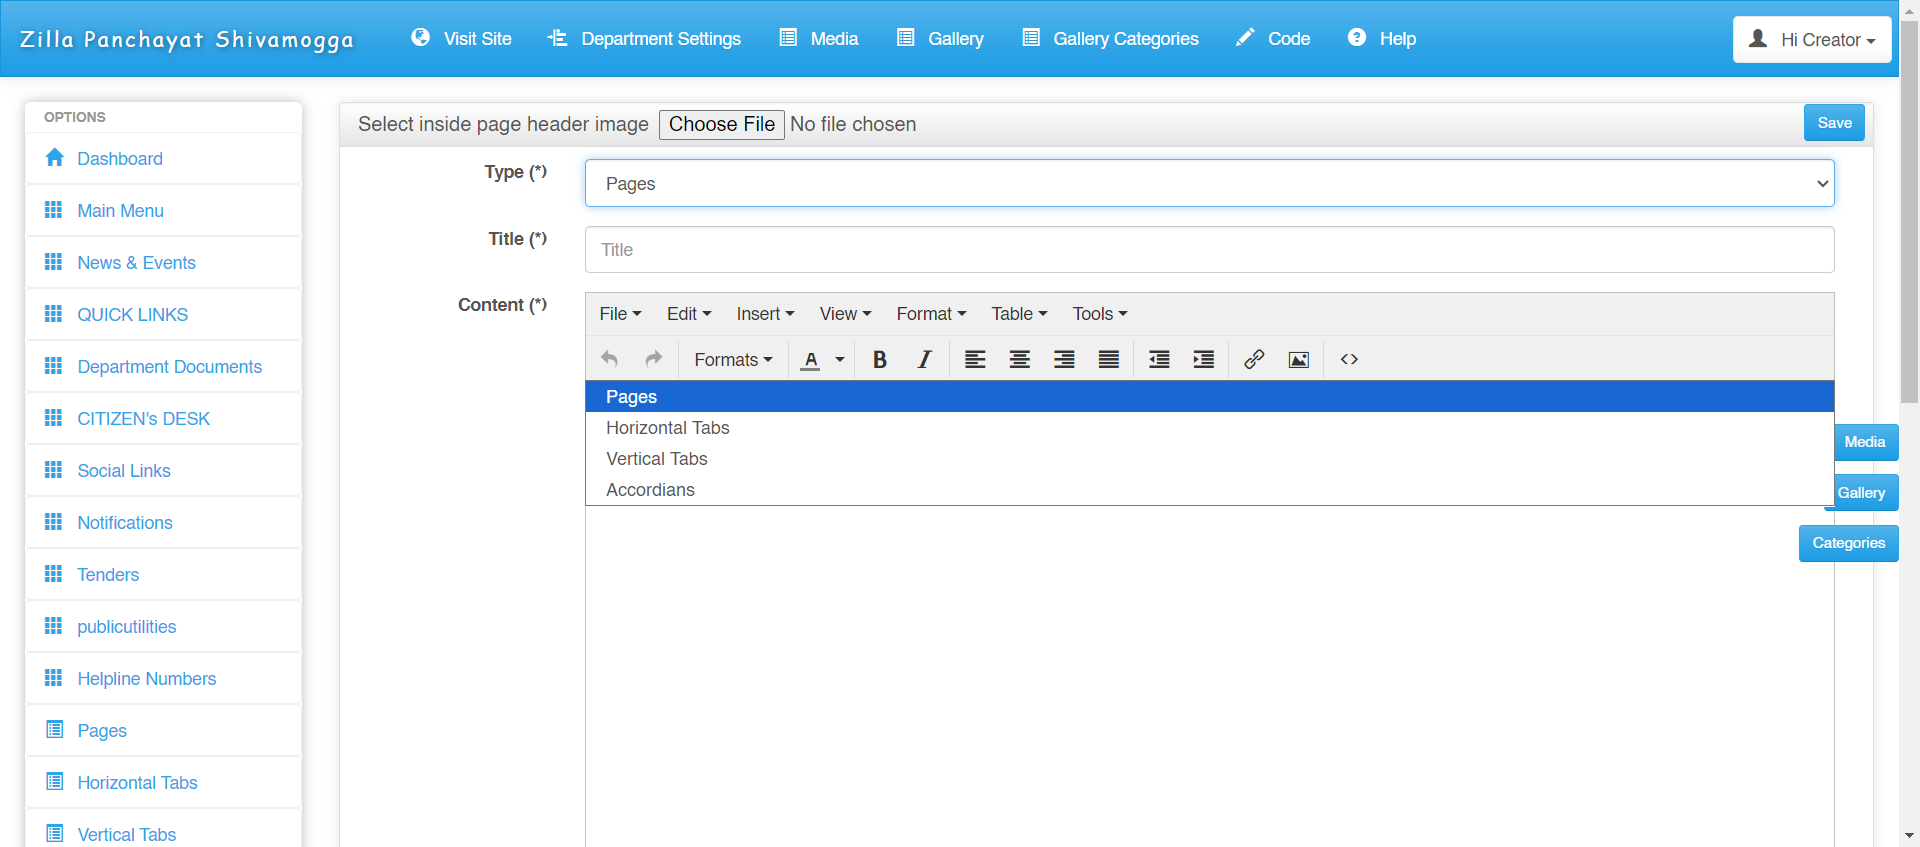 Zilla Panchayat Shivamogga
Visit Site
Department Settings
Media
Gallery
Gallery Categories
Code
Help
Hi Creator
OPTIONS
Dashboard
Main Menu
News & Events
QUICK LINKS
Department Documents
CITIZEN's DESK
Social Links
Notifications
Tenders
publicutilities
Helpline Numbers
Pages
Horizontal Tabs
Vertical Tabs
Select inside page header image Choose File No file chosen
Save
Type (*)
Pages
Title (*)
Title
Content (*)
File Edit Insert View Format Table Tools
Formats A B I
Pages
Horizontal Tabs
Vertical Tabs
Accordians
Media
Gallery
Categories